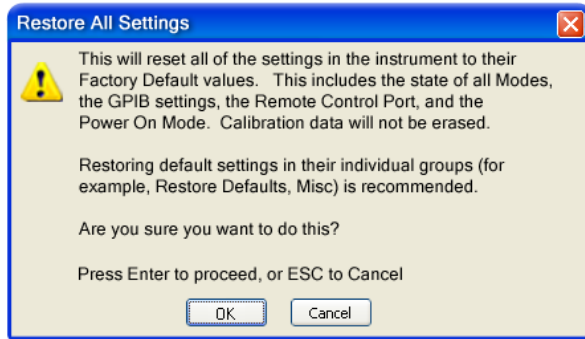 Restore All Settings
This will reset all of the settings in the instrument to their
Factory Default values.   This includes the state of all Modes,
the GPIB settings, the Remote Control Port, and the
Power On Mode.  Calibration data will not be erased.
Restoring default settings in their individual groups (for
example, Restore Defaults, Misc) is recommended.
Are you sure you want to do this?
Press Enter to proceed, or ESC to Cancel
OK
Cancel